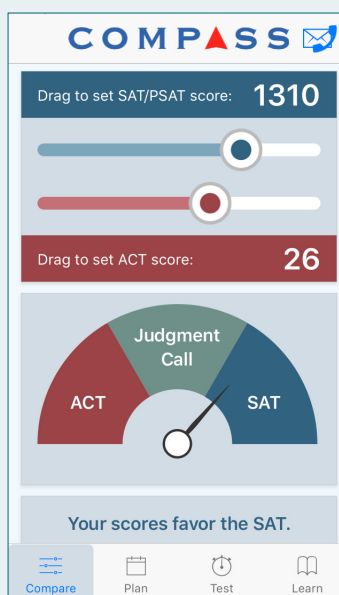 COMPASS
Drag to set SAT/PSAT score: 1310
Drag to set ACT score: 26
Judgment
Call
ACT
SAT
Your scores favor the SAT.
Compare Plan Test Learn